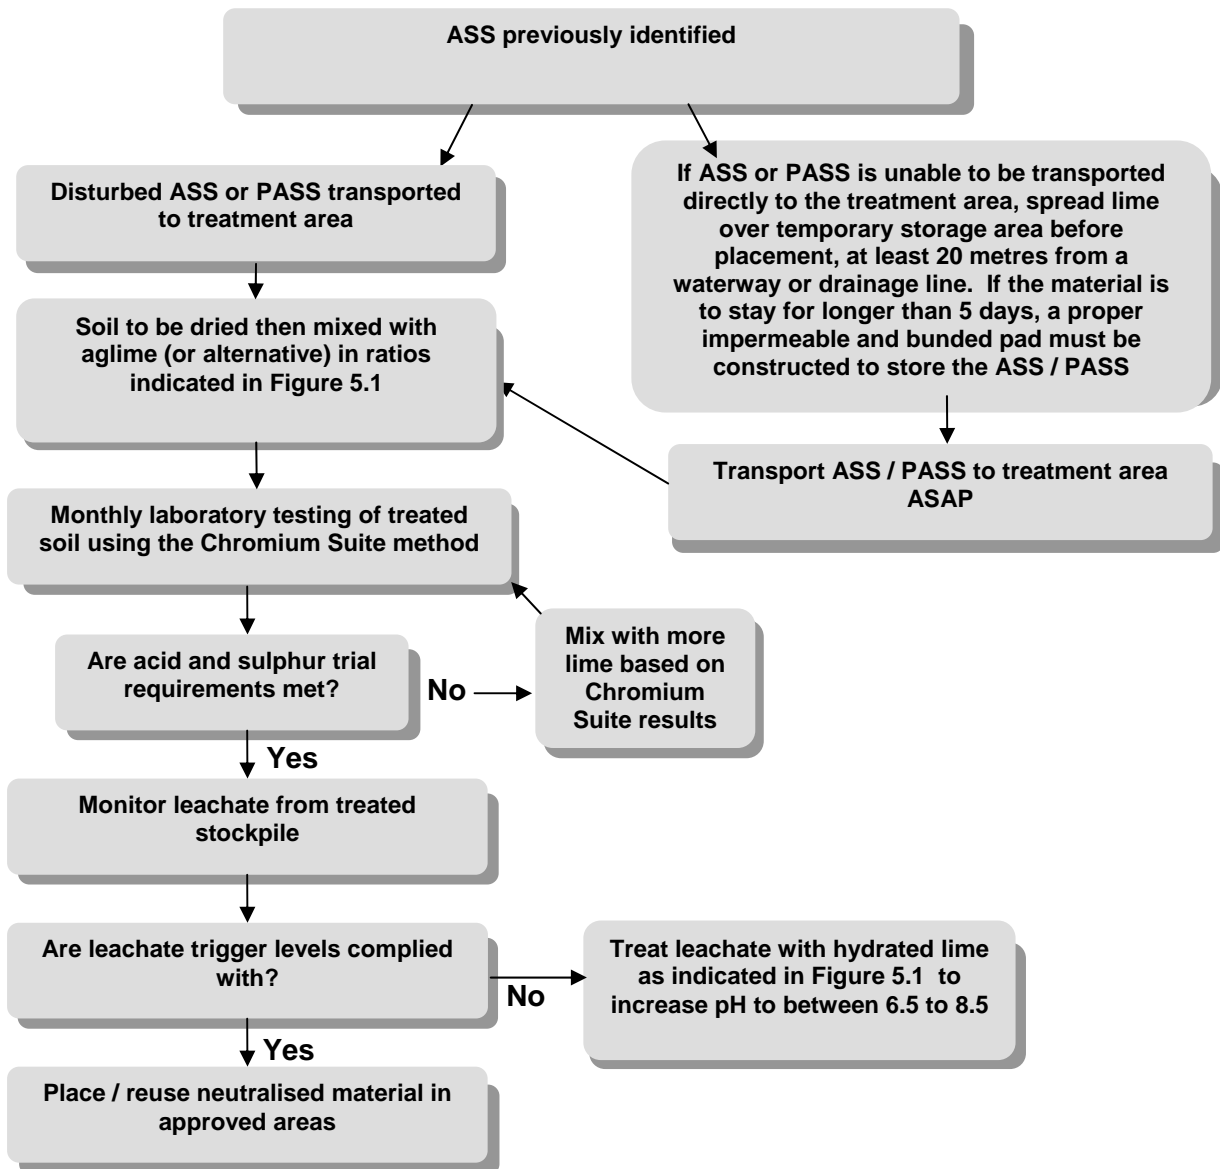 ASS previously identified
Disturbed ASS or PASS transported
to treatment area
If ASS or PASS is unable to be transported
directly to the treatment area, spread lime
over temporary storage area before
placement, at least 20 metres from a
waterway or drainage line.  If the material is
to stay for longer than 5 days, a proper
impermeable and bunded pad must be
constructed to store the ASS / PASS
Soil to be dried then mixed with
aglime (or alternative) in ratios
indicated in Figure 5.1
Transport ASS / PASS to treatment area
ASAP
Monthly laboratory testing of treated
soil using the Chromium Suite method
Are acid and sulphur trial
requirements met?
No
Mix with more
lime based on
Chromium
Suite results
Yes
Monitor leachate from treated
stockpile
Are leachate trigger levels complied
with?
No
Treat leachate with hydrated lime
as indicated in Figure 5.1  to
increase pH to between 6.5 to 8.5
Yes
Place / reuse neutralised material in
approved areas